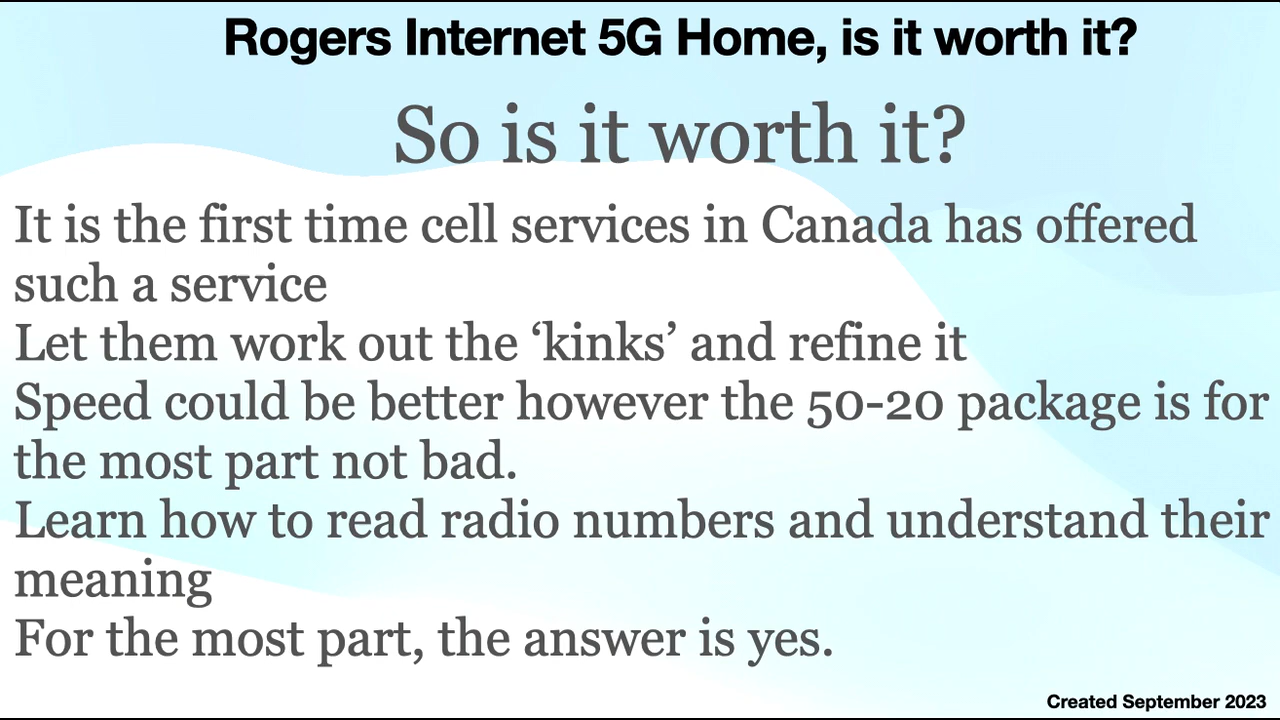 Rogers Internet 5G Home, is it worth it?
So is it worth it?
It is the first time cell services in Canada has offered
such a service
Let them work out the ‘kinks’ and refine it
Speed could be better however the 50-20 package is for
the most part not bad.
Learn how to read radio numbers and understand their
meaning
For the most part, the answer is yes.
Created September 2023